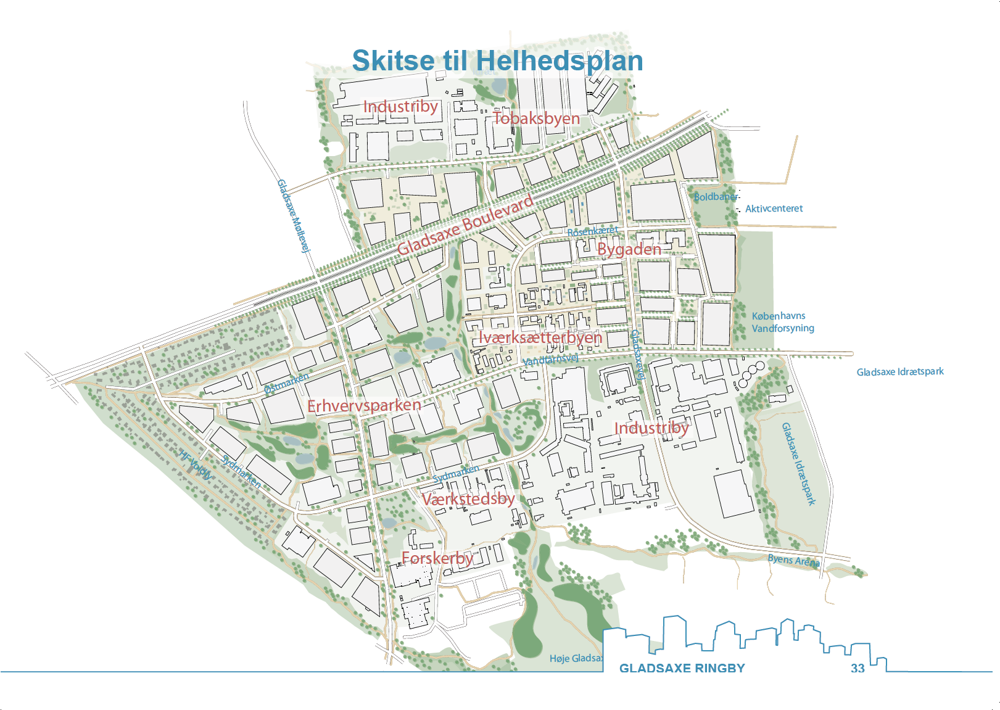 Skitse til Helhedsplan
Industriby
Tobaksbyen
Gladsaxe Møllevej
Gladsaxe Boulevard
Boldbaner
Aktivcenteret
Rosenkæret
Bygaden
Københavns
Vandforsyning
Iværksætterbyen
Gladsaxevej
Vandtårnsvej
Gladsaxe Idrætspark
Østmarken
Erhvervsparken
Industriby
Gladsaxe Idrætspark
HF Voldly
Sydmarken
Sydmarken
Værkstedsby
Forskerby
Byens Arena
Høje Gladsax
GLADSAXE RINGBY
33